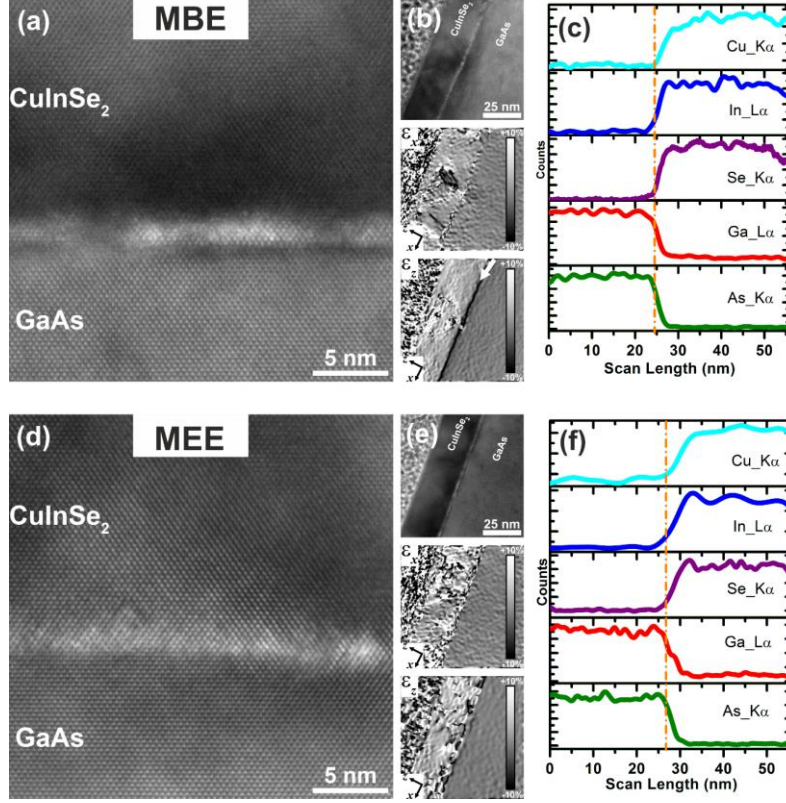 (a) MBE
CuInSe2
GaAs
5 nm
(b)
CuInSe2
GaAs
25 nm
ε
+10%
-10%
x
z
ε
+10%
-10%
x
z
(c)
Cu_Kα
In_Lα
Se_Kα
Ga_Lα
As_Kα
Counts
0 10 20 30 40 50
Scan Length (nm)
(d) MEE
CuInSe2
GaAs
5 nm
(e)
CuInSe2
GaAs
25 nm
ε
+10%
-10%
x
ε
+10%
-10%
x
(f)
Cu_Kα
In_Lα
Se_Kα
Ga_Lα
As_Kα
Counts
0 10 20 30 40 50
Scan Length (nm)